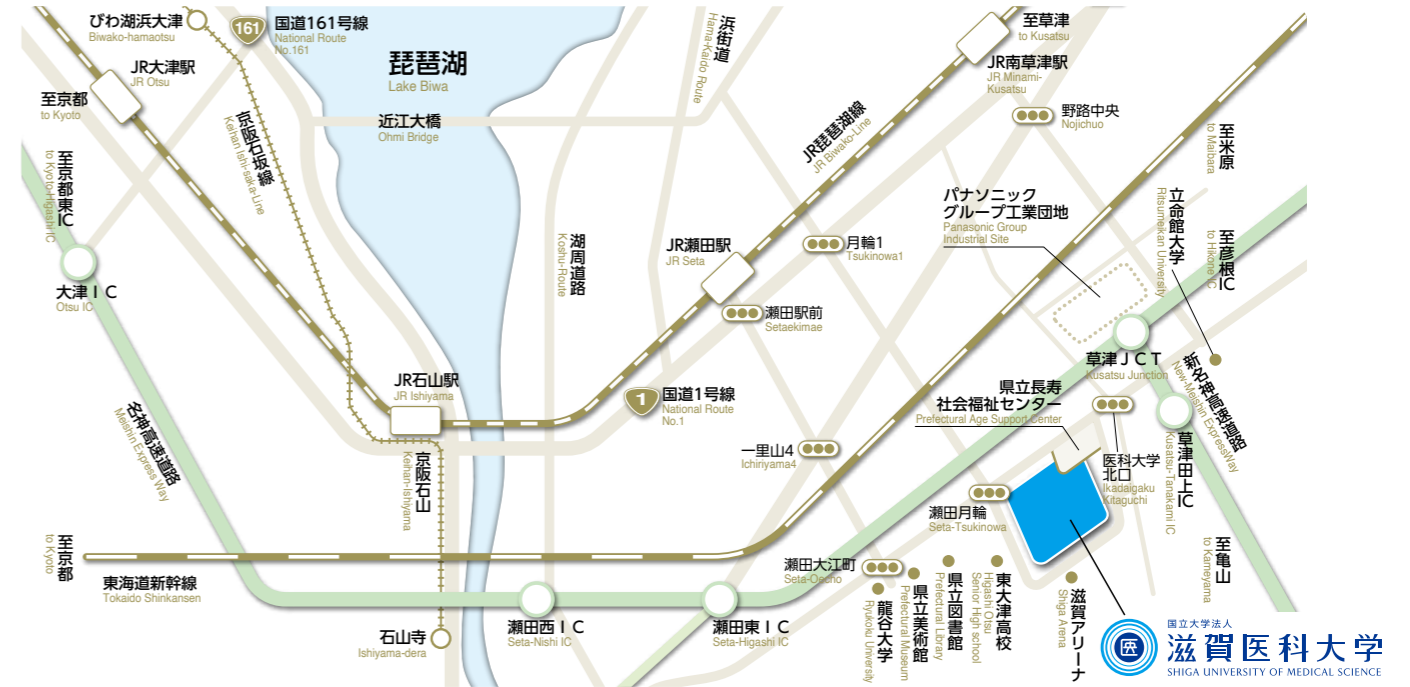 びわ湖浜大津
Biwako-hamaotsu
161
国道161号線
National Route
No.161
琵琶湖
Lake Biwa
浜街道
Hama-Kaido Route
至草津
to Kusatsu
JR大津駅
JR Otsu
JR南草津駅
JR Minami-
Kusatsu
至京都
to Kyoto
京阪石坂線
Keihan Ishi-saka-Line
近江大橋
Ohmi Bridge
JR琵琶湖線
JR Biwako-Line
野路中央
Nojichuo
至米原
to Maibara
至京都東IC
to Kyoto-Higashi IC
パナソニック
グループ工業団地
Panasonic Group
Industrial Site
立命館大学
Ritsumeikan University
至彦根IC
to Hikone IC
湖周道路
Koshu-Route
JR瀬田駅
JR Seta
月輪1
Tsukinowa1
大津IC
Otsu IC
瀬田駅前
Setaekimae
草津JCT
Kusatsu Junction
新名神高速道路
New-Meishin ExpressWay
JR石山駅
JR Ishiyama
1
国道1号線
National Route
No.1
県立長寿
社会福祉センター
Prefectural Age Support Center
名神高速道路
Meishin Express Way
京阪石山
Keihan-Ishiyama
一里山4
Ichiriyama4
医科大学
北口
Ikadaigaku
Kitaguchi
草津田上IC
Kusatsu-Tanakami IC
瀬田月輪
Seta-Tsukinowa
至京都
to Kyoto
東海道新幹線
Tokaido Shinkansen
瀬田大江町
Seta-Oecho
至亀山
to Kameyama
石山寺
Ishiyama-dera
瀬田西IC
Seta-Nishi IC
瀬田東IC
Seta-Higashi IC
龍谷大学
Ryukoku University
県立美術館
Prefectural Museum
県立図書館
Prefectural Library
東大津高校
Higashi Otsu
Senior High school
滋賀アリーナ
Shiga Arena
医
国立大学法人
滋賀医科大学
SHIGA UNIVERSITY OF MEDICAL SCIENCE